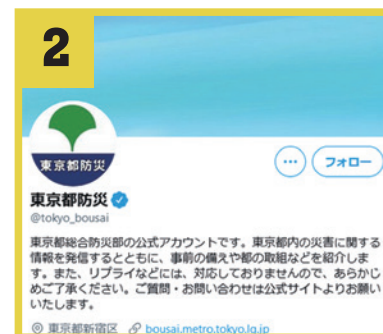 2
東京都防災
フォロー
東京都防災
@tokyo_bousai
東京都総合防災部の公式アカウントです。東京都内の災害に関する
情報を発信するとともに、事前の備えや都の取組などを紹介しま
す。また、リプライなどには、対応しておりませんので、あらかじ
めご了承ください。ご質問・お問い合わせは公式サイトよりお願い
いたします。
東京都新宿区 bousai.metro.tokyo.lg.jp